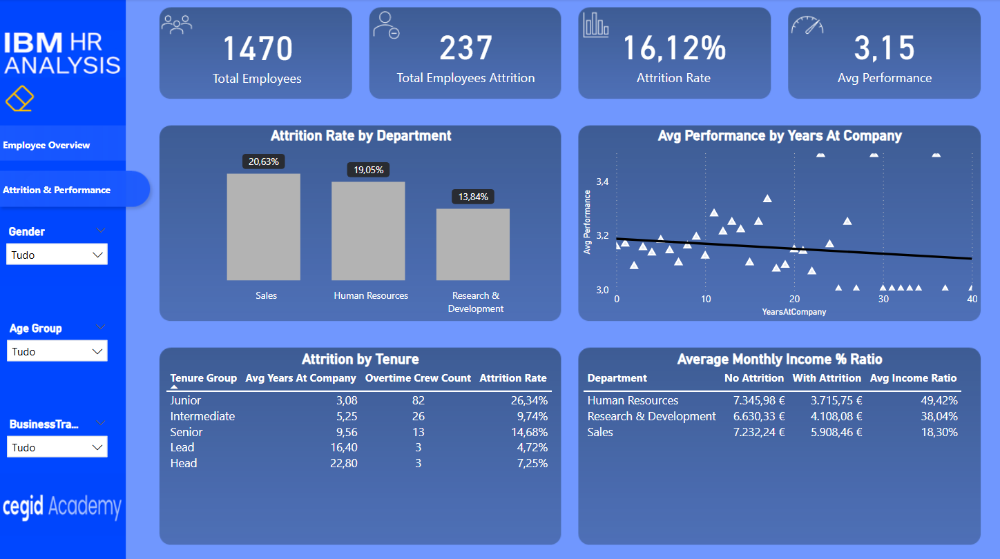 IBM HR
ANALYSIS
Employee Overview
Attrition & Performance
Gender
Tudo
Age Group
Tudo
BusinessTra...
Tudo
cegid Academy
1470
Total Employees
237
Total Employees Attrition
16,12%
Attrition Rate
3,15
Avg Performance
Attrition Rate by Department
20,63%
19,05%
13,84%
Sales
Human Resources
Research &
Development
Avg Performance by Years At Company
Avg Performance
3,4
3,2
3,0
0 10 20 30 40
YearsAtCompany
Attrition by Tenure
Tenure Group Avg Years At Company Overtime Crew Count Attrition Rate
Junior 3,08 82 26,34%
Intermediate 5,25 26 9,74%
Senior 9,56 13 14,68%
Lead 16,40 3 4,72%
Head 22,80 3 7,25%
Average Monthly Income % Ratio
Department No Attrition With Attrition Avg Income Ratio
Human Resources 7.345,98 € 3.715,75 € 49,42%
Research & Development 6.630,33 € 4.108,08 € 38,04%
Sales 7.232,24 € 5.908,46 € 18,30%